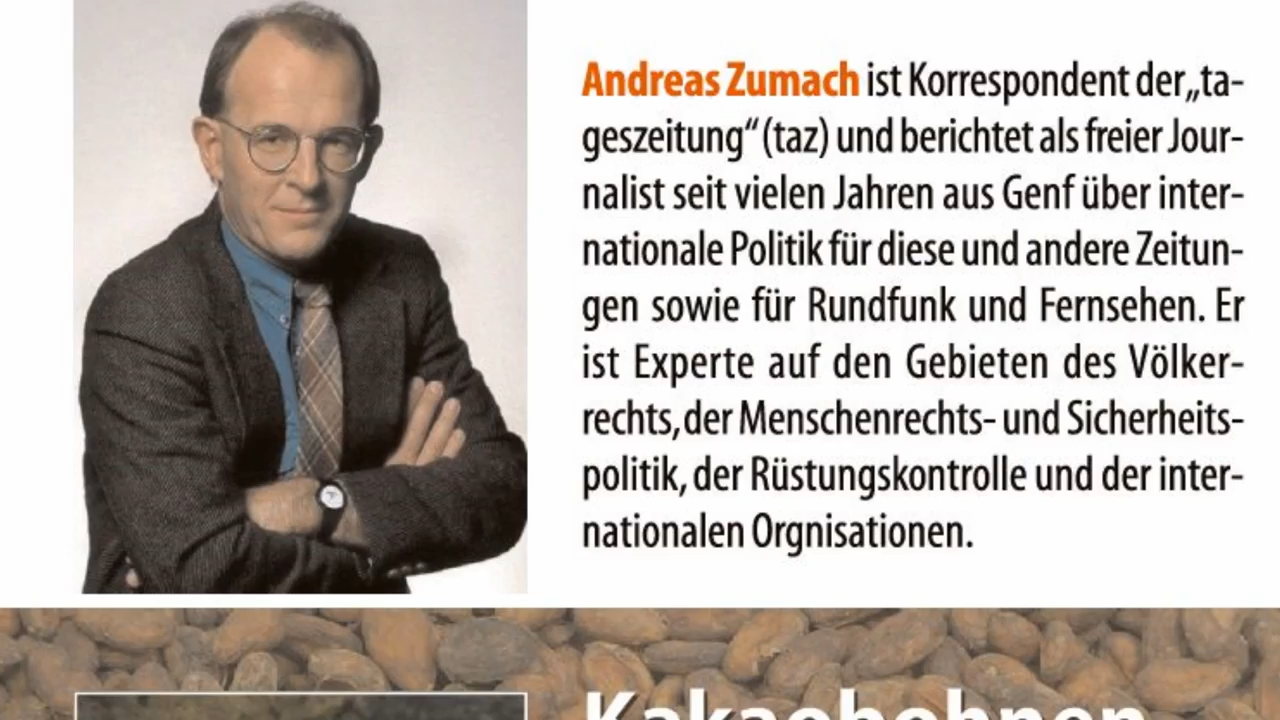 Andreas Zumach ist Korrespondent der „ta-
geszeitung“ (taz) und berichtet als freier Jour-
nalist seit vielen Jahren aus Genf über inter-
nationale Politik für diese und andere Zeitun-
gen sowie für Rundfunk und Fernsehen. Er
ist Experte auf den Gebieten des Völker-
rechts, der Menschenrechts- und Sicherheits-
politik, der Rüstungskontrolle und der inter-
nationalen Orgnisationen.
Kakaobohnen